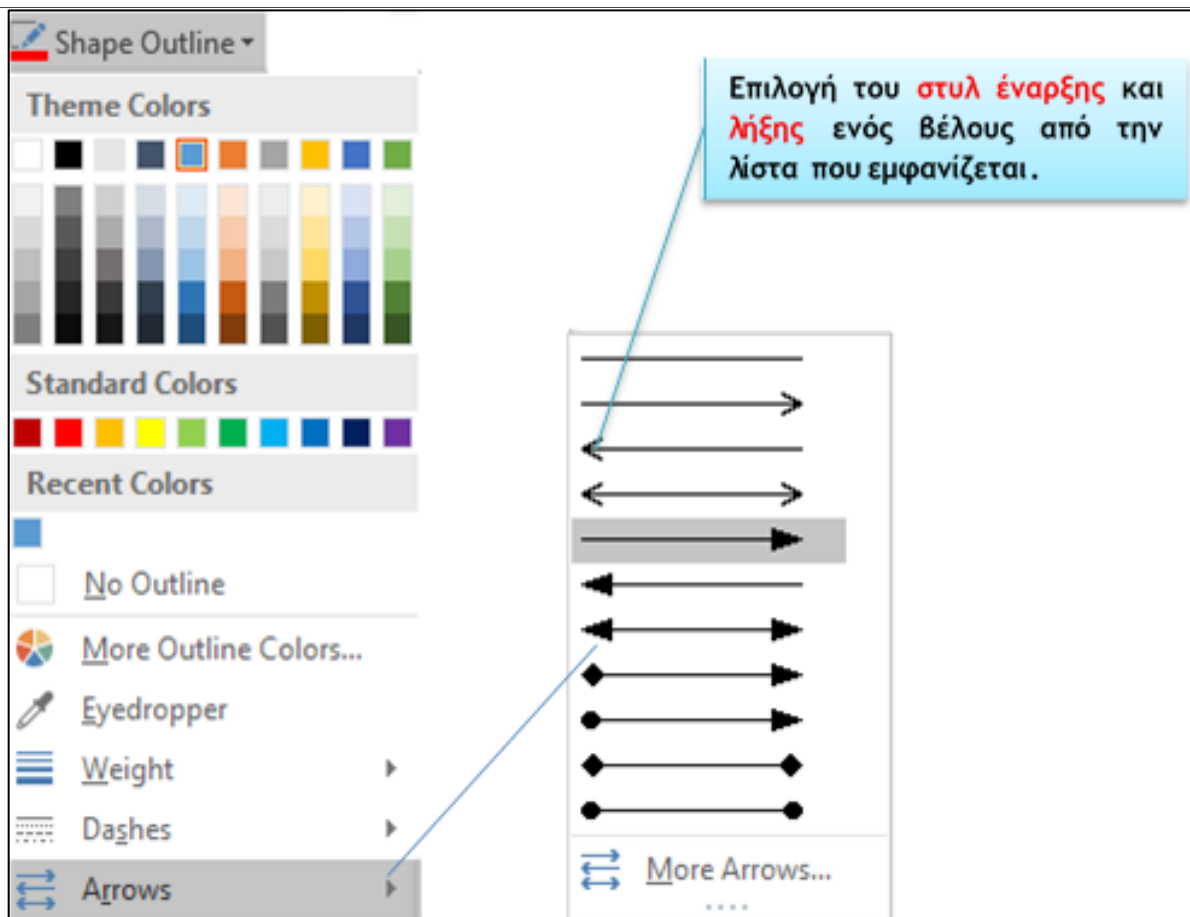 Shape Outline
Theme Colors
Standard Colors
Recent Colors
No Outline
More Outline Colors...
Eyedropper
Weight
Dashes
Arrows
Επιλογή του στυλ έναρξης και
λήξης ενός βέλους από την
λίστα που εμφανίζεται.
More Arrows...